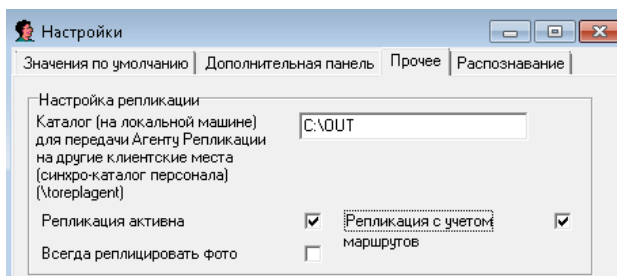 Настройки
Значения по умолчанию Дополнительная панель Прочее Распознавание
Настройка репликации
Каталог (на локальной машине)
для передачи Агенту Репликации
на другие клиентские места
(синхро-каталог персонала)
(\toreplagent)
C:\OUT
Репликация активна
Репликация с учетом
маршрутов
Всегда реплицировать фото